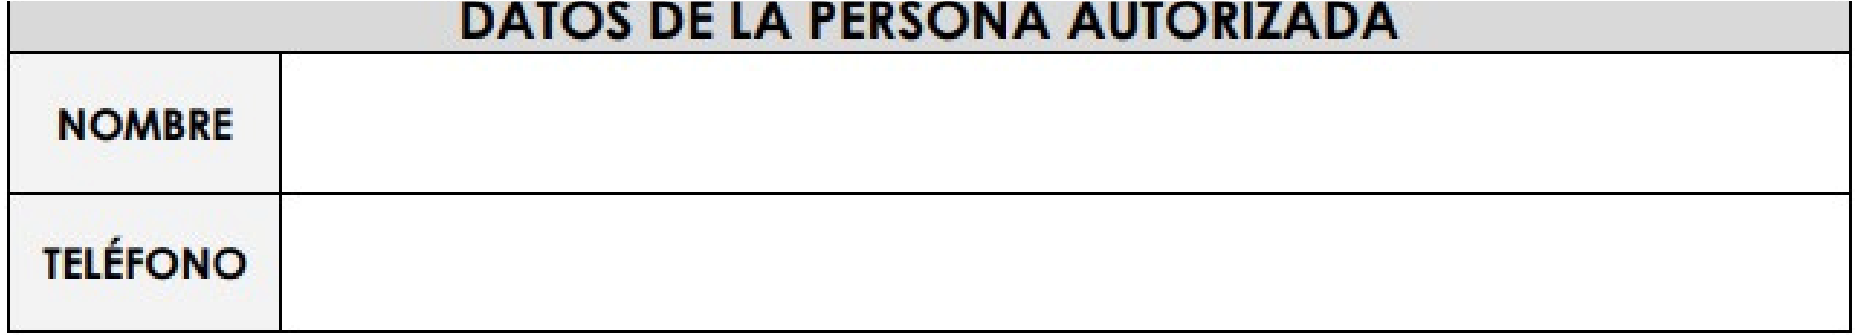 DATOS DE LA PERSONA AUTORIZADA
NOMBRE
TELÉFONO